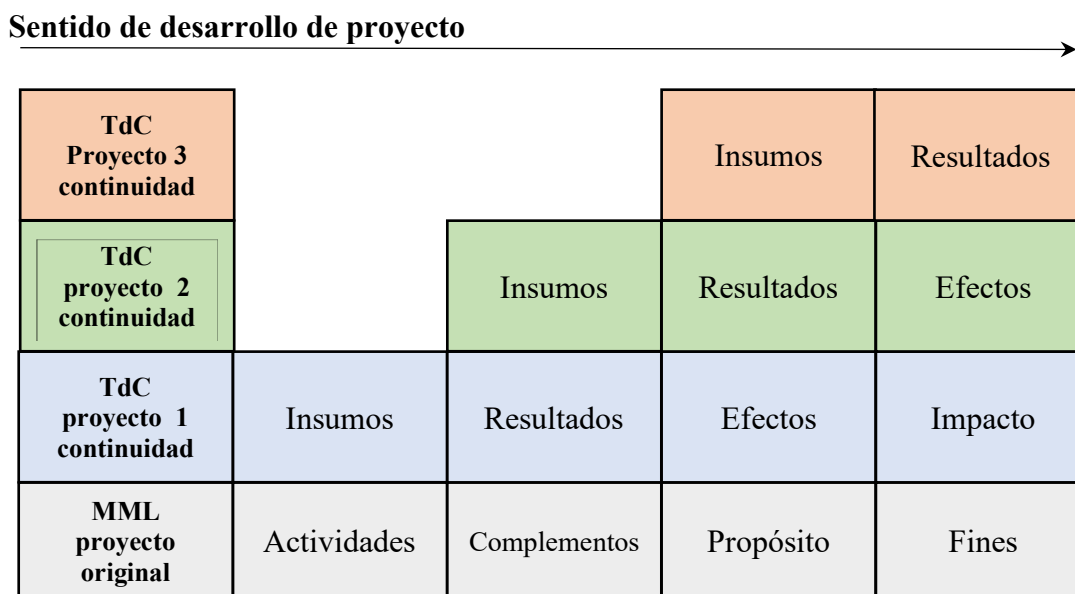 Sentido de desarrollo de proyecto
TdC
Proyecto 3
continuidad
Insumos
Resultados
TdC
proyecto 2
continuidad
Insumos
Resultados
Efectos
TdC
proyecto 1
continuidad
Insumos
Resultados
Efectos
Impacto
MML
proyecto
original
Actividades
Complementos
Propósito
Fines